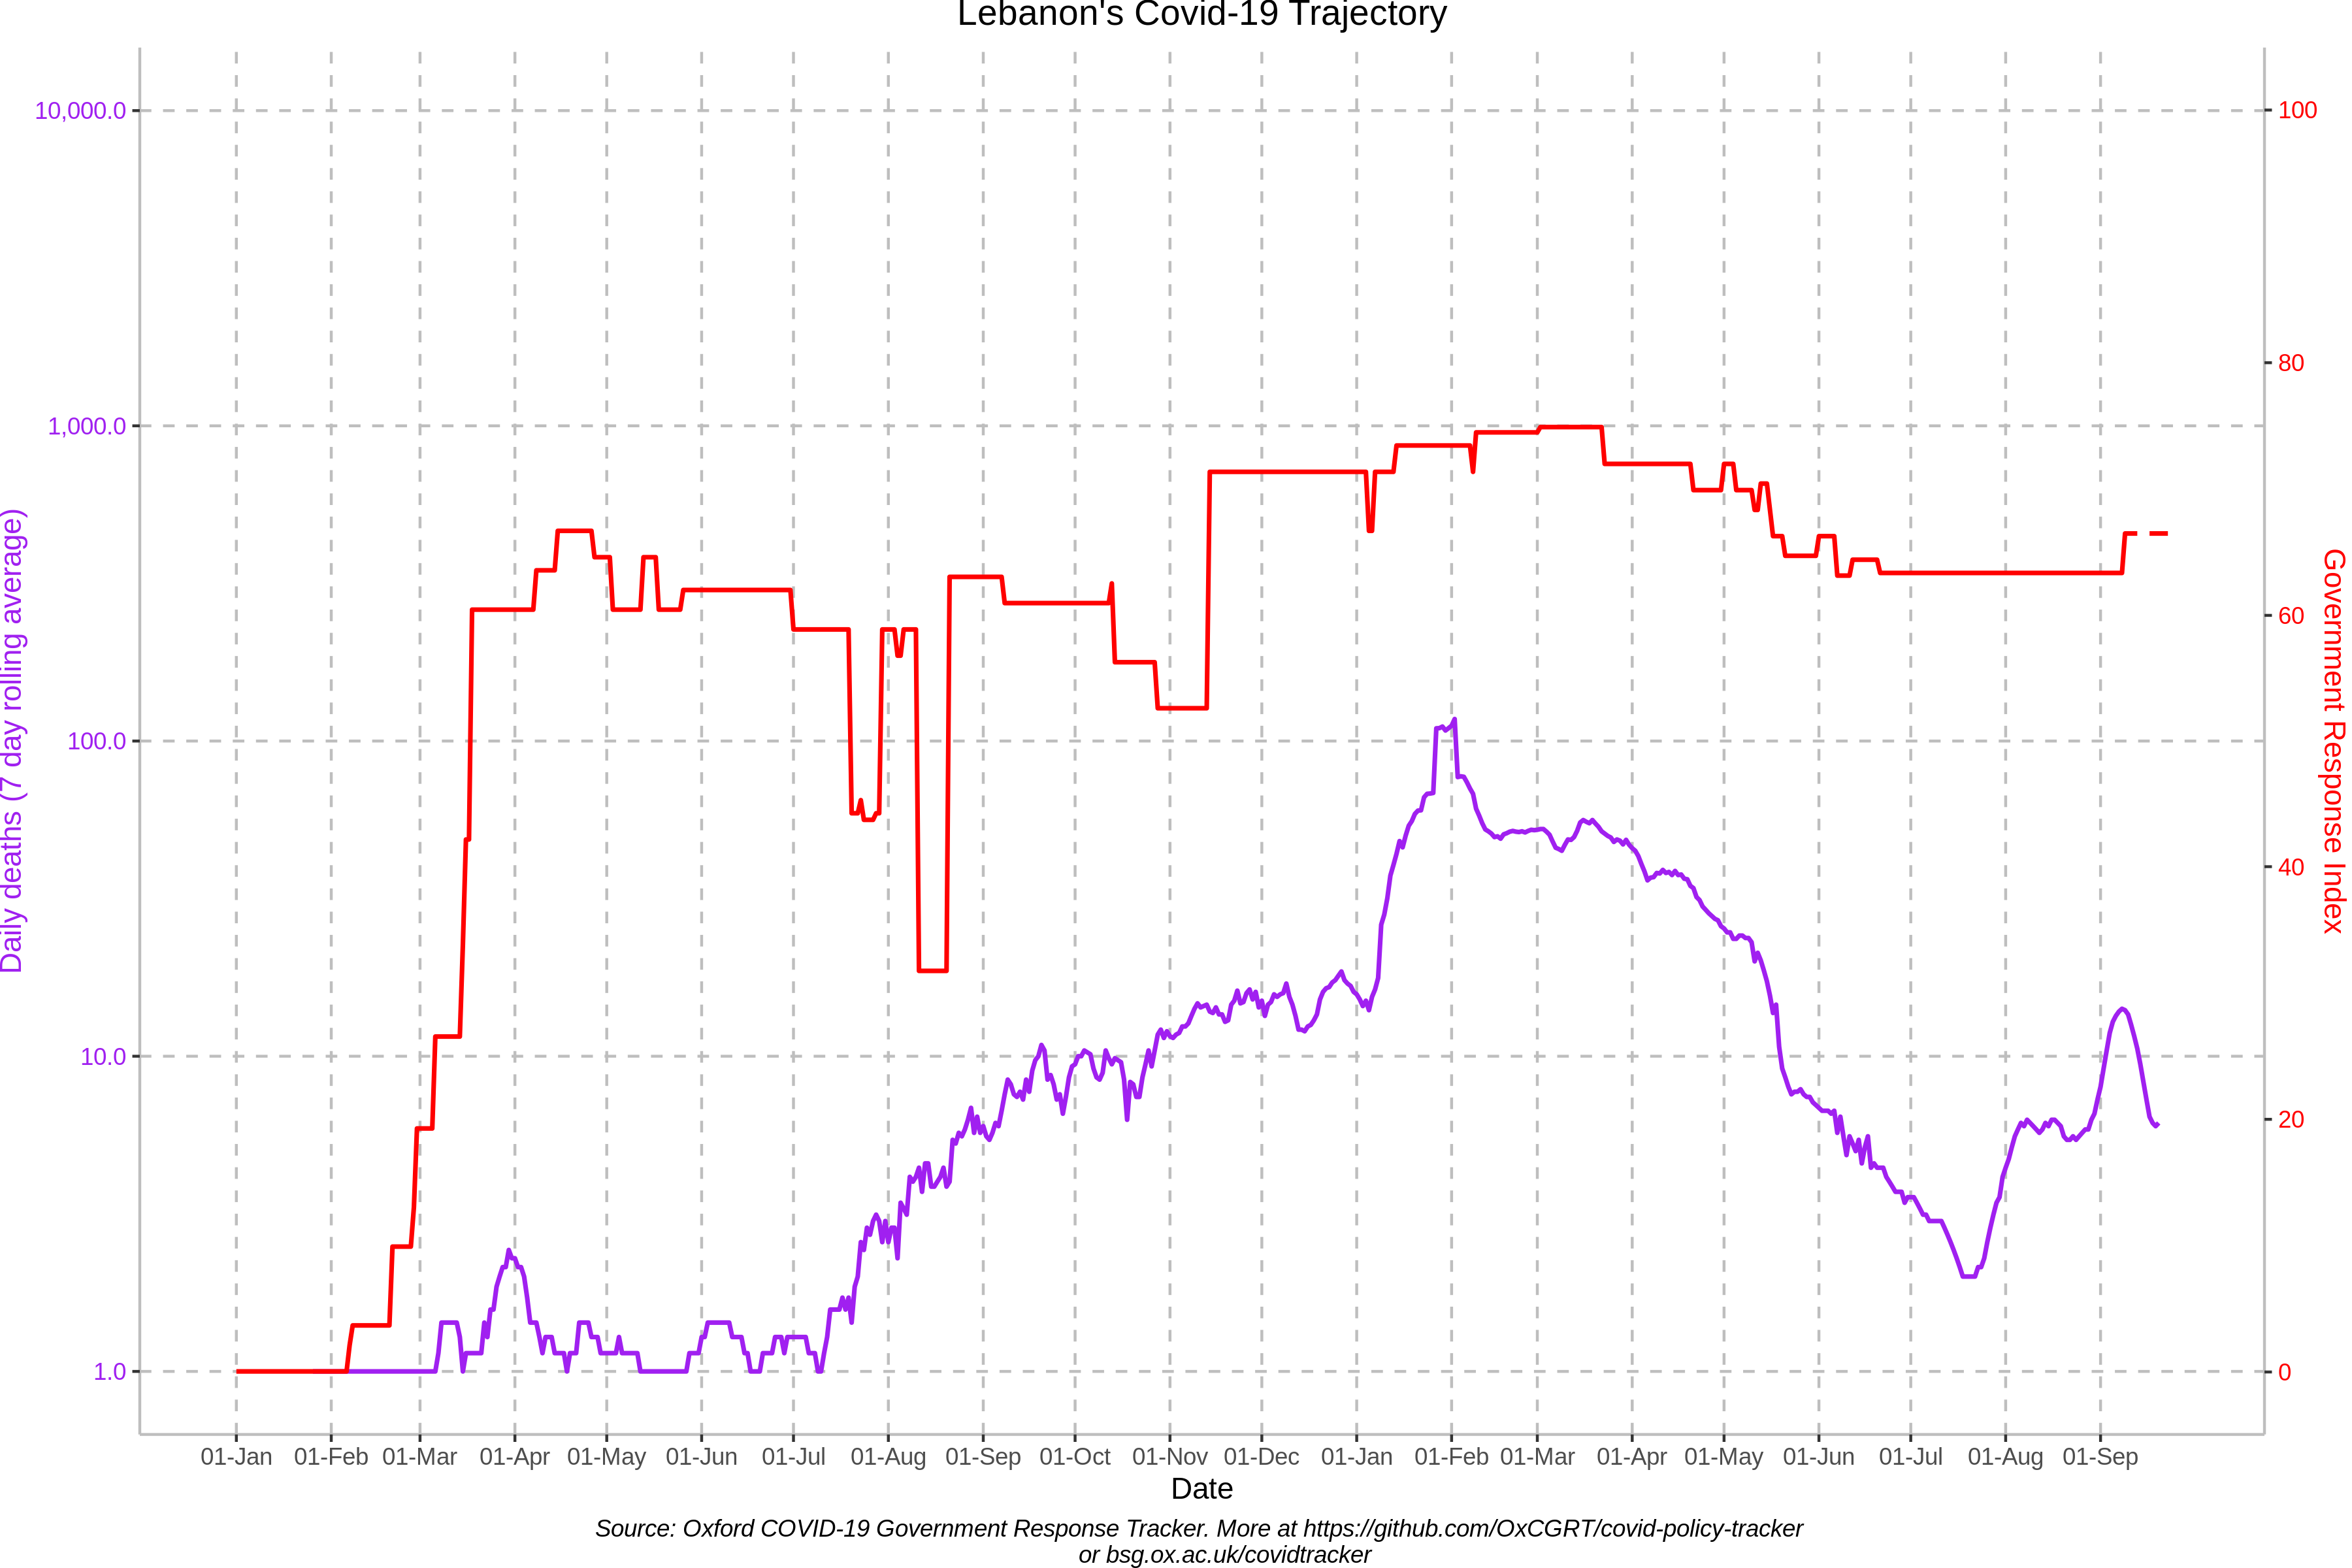 Lebanon's Covid-19 Trajectory
10,000.0
1,000.0
100.0
10.0
1.0
Daily deaths (7 day rolling average)
100
80
60
40
20
0
Government Response Index
01-Jan 01-Feb 01-Mar 01-Apr 01-May 01-Jun 01-Jul 01-Aug 01-Sep 01-Oct 01-Nov 01-Dec 01-Jan 01-Feb 01-Mar 01-Apr 01-May 01-Jun 01-Jul 01-Aug 01-Sep
Date
Source: Oxford COVID-19 Government Response Tracker. More at https://github.com/OxCGRT/covid-policy-tracker
or bsg.ox.ac.uk/covidtracker